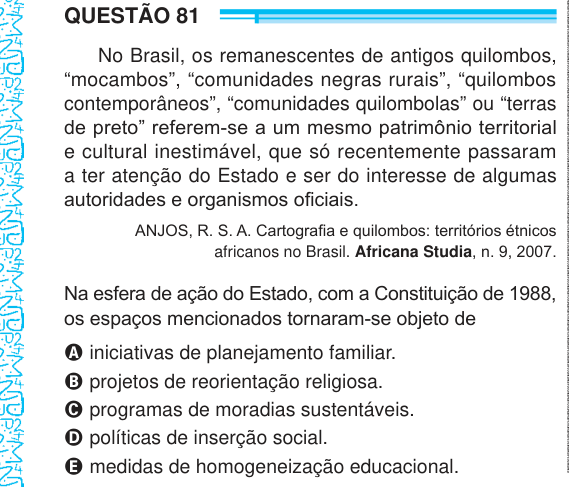 QUESTÃO 81
No Brasil, os remanescentes de antigos quilombos,
“mocambos”, “comunidades negras rurais”, “quilombos
contemporâneos”, “comunidades quilombolas” ou “terras
de preto” referem-se a um mesmo patrimônio territorial
e cultural inestimável, que só recentemente passaram
a ter atenção do Estado e ser do interesse de algumas
autoridades e organismos oficiais.
ANJOS, R. S. A. Cartografia e quilombos: territórios étnicos
africanos no Brasil. Africana Studia, n. 9, 2007.
Na esfera de ação do Estado, com a Constituição de 1988,
os espaços mencionados tornaram-se objeto de
A iniciativas de planejamento familiar.
B projetos de reorientação religiosa.
C programas de moradias sustentáveis.
D políticas de inserção social.
E medidas de homogeneização educacional.